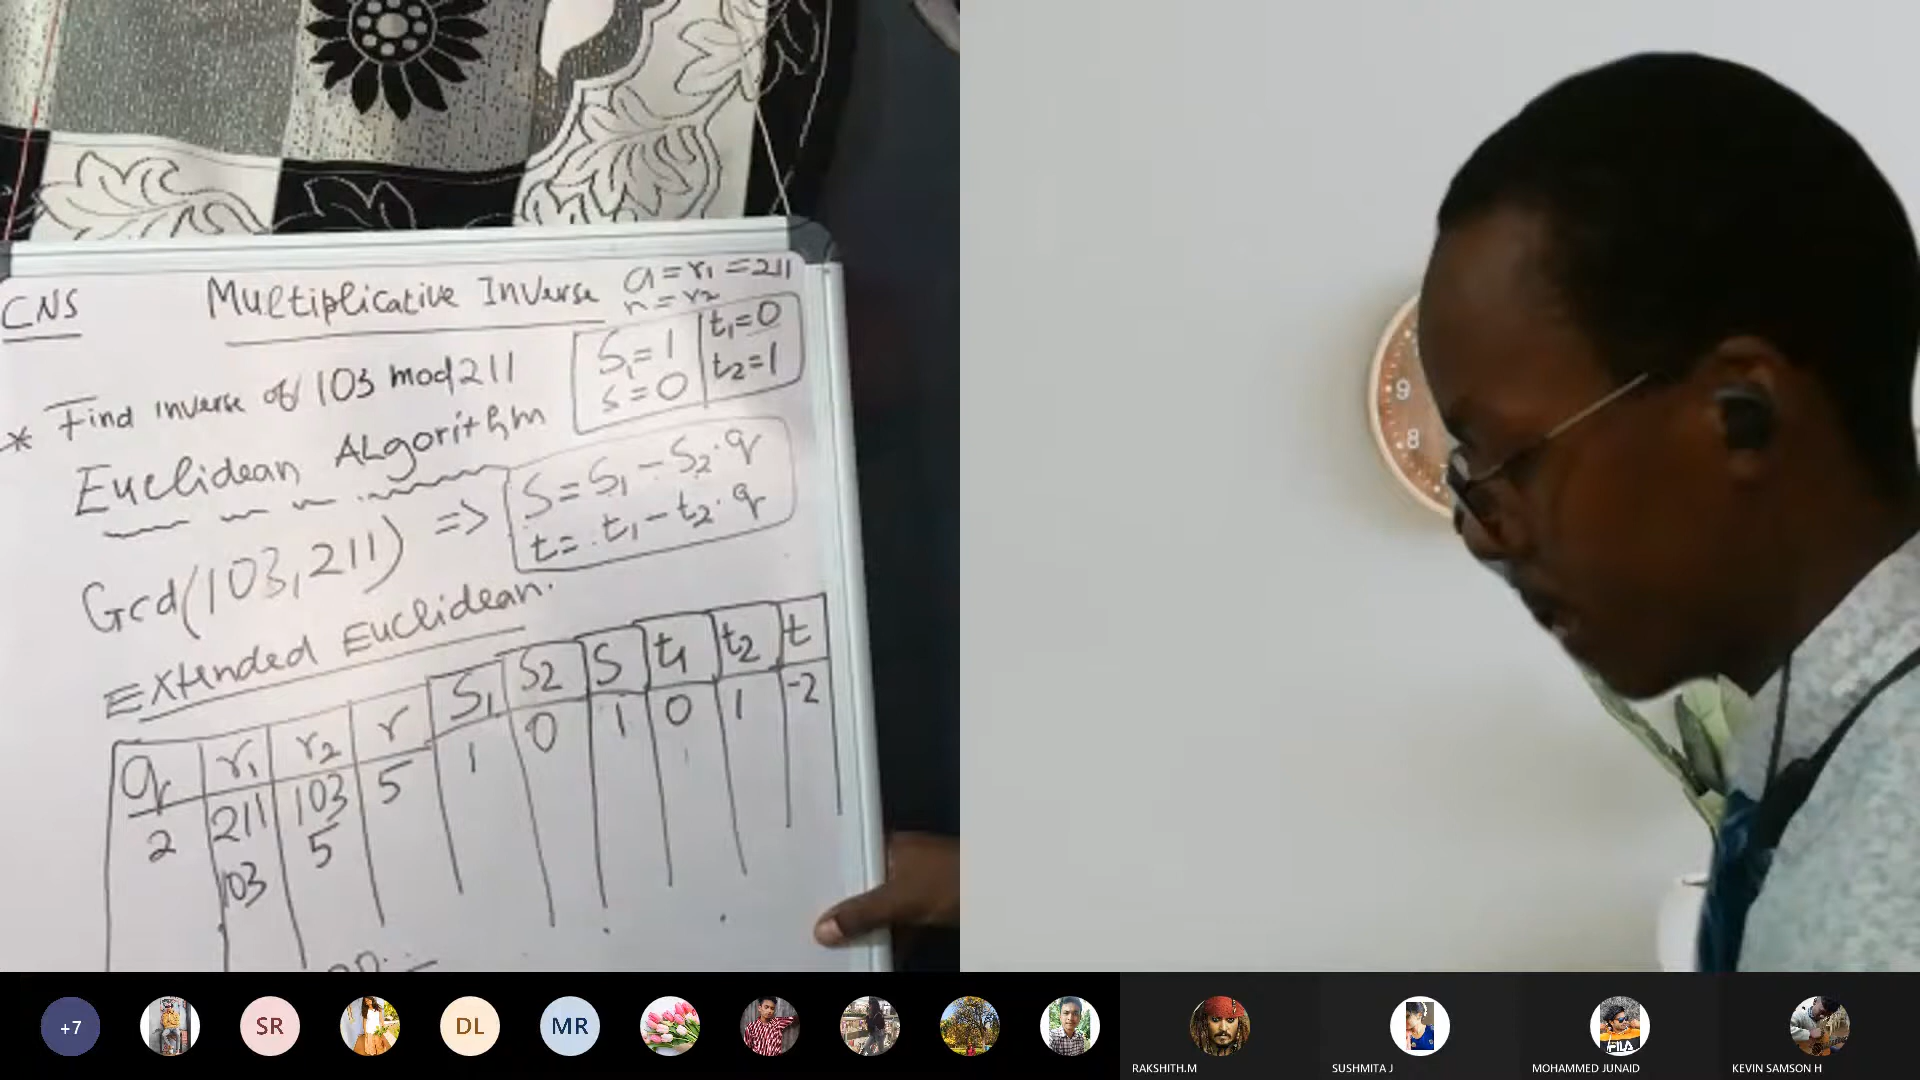 CNS
Multiplicative Inverse
a = r1 = 211
n = r2
* Find inverse of 103 mod 211
S1 = 1
s = 0
t1 = 0
t2 = 1
Euclidean ALgorithm
Gcd(103, 211) =>
S = S1 - S2 . q
t = . t1 - t2 . q
Extended Euclidean.
q r1 r2 r S1 S2 S t1 t2 t
2 211 103 5 1 0 1 0 1 -2
103 5
9
8
+7
SR
DL
MR
FILA
RAKSHITH.M
SUSHMITA J
MOHAMMED JUNAID
KEVIN SAMSON H